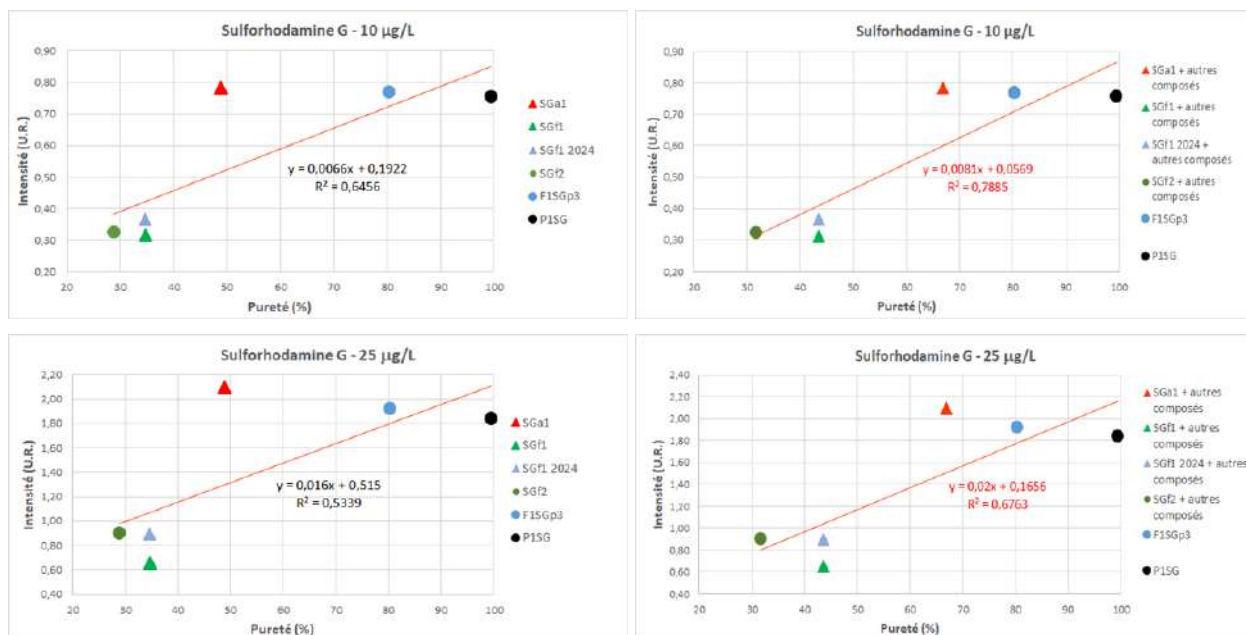 Sulforhodamine G - 10 µg/L
0,90
0,80
0,70
0,60
0,50
0,40
0,30
0,20
Intensité (U.R.)
y = 0,0066x + 0,1922
R² = 0,6456
20 30 40 50 60 70 80 90 100
Pureté (%)
SGa1
SGf1
SGf1 2024
SGf2
F1SGp3
P1SG
Sulforhodamine G - 10 µg/L
0,90
0,80
0,70
0,60
0,50
0,40
0,30
0,20
Intensité (U.R.)
y = 0,0081x + 0,0569
R² = 0,7885
20 30 40 50 60 70 80 90 100
Pureté (%)
SGa1 + autres
composés
SGf1 + autres
composés
SGf1 2024 +
autres composés
SGf2 + autres
composés
F1SGp3
P1SG
Sulforhodamine G - 25 µg/L
2,20
2,00
1,80
1,60
1,40
1,20
1,00
0,80
0,60
0,40
Intensité (U.R.)
y = 0,016x + 0,515
R² = 0,5339
20 30 40 50 60 70 80 90 100
Pureté (%)
SGa1
SGf1
SGf1 2024
SGf2
F1SGp3
P1SG
Sulforhodamine G - 25 µg/L
2,40
2,20
2,00
1,80
1,60
1,40
1,20
1,00
0,80
0,60
0,40
Intensité (U.R.)
y = 0,02x + 0,1656
R² = 0,6763
20 30 40 50 60 70 80 90 100
Pureté (%)
SGa1 + autres
composés
SGf1 + autres
composés
SGf1 2024 + autres
composés
SGf2 + autres
composés
F1SGp3
P1SG